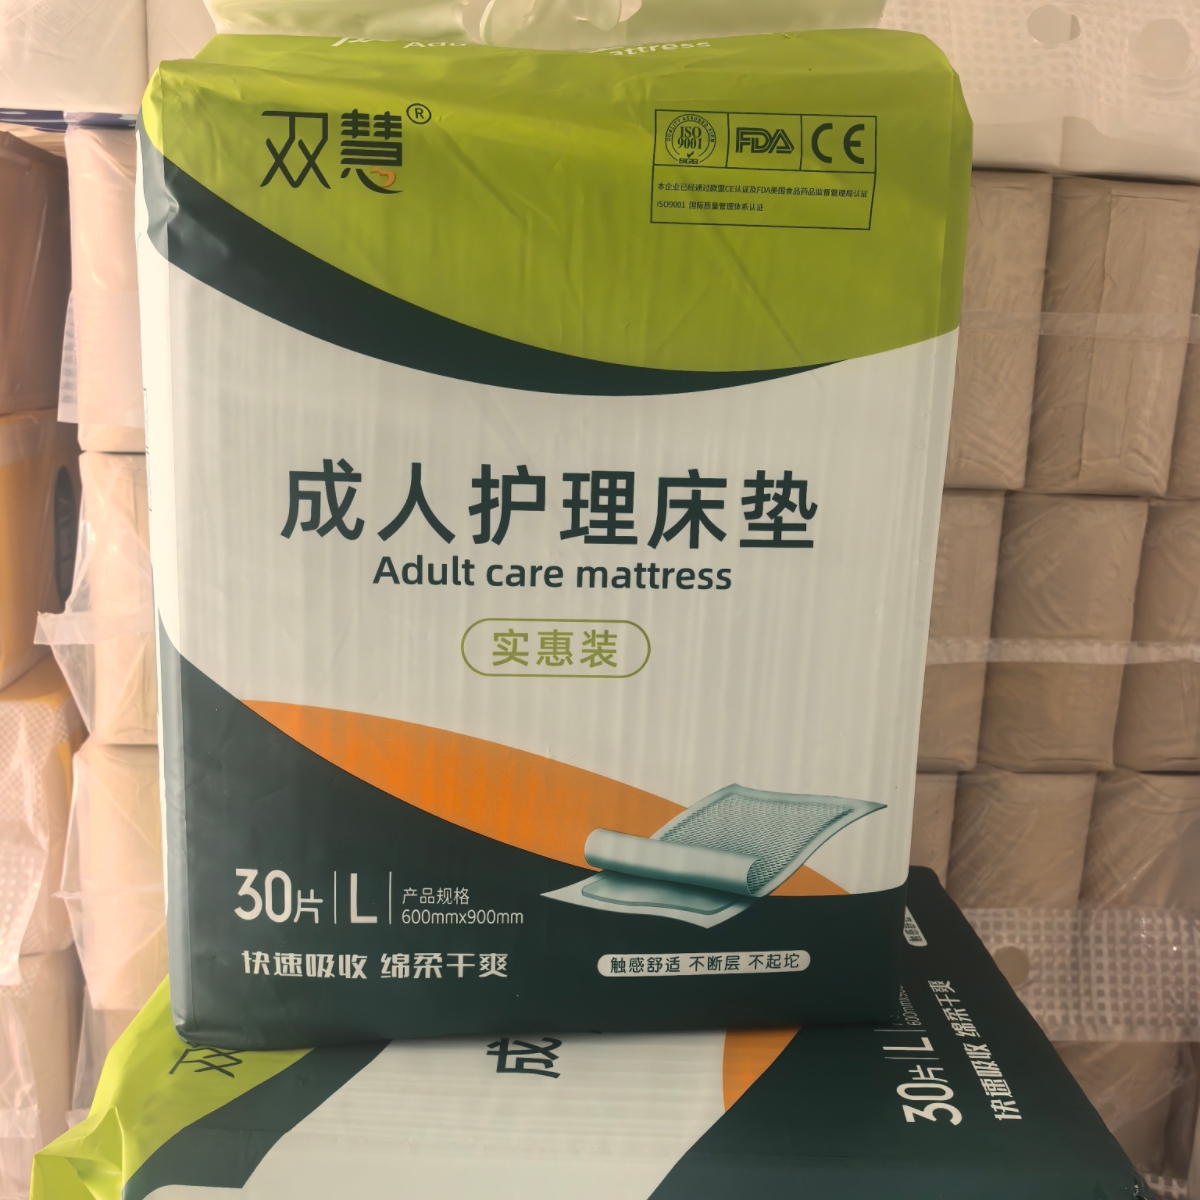 Adu
mattress
双慧®
ISO
9001
SGS
FDA
CE
本企业已经通过欧盟CE认证及FDA美国食品药品监督管理局认证
ISO9001 国际质量管理体系认证
成人护理床垫
Adult care mattress
实惠装
30片 L 产品规格
600mmx900mm
快速吸收 绵柔干爽
触感舒适 不断层 不起坨
双
成
30片 L
快速吸收 绵柔干爽